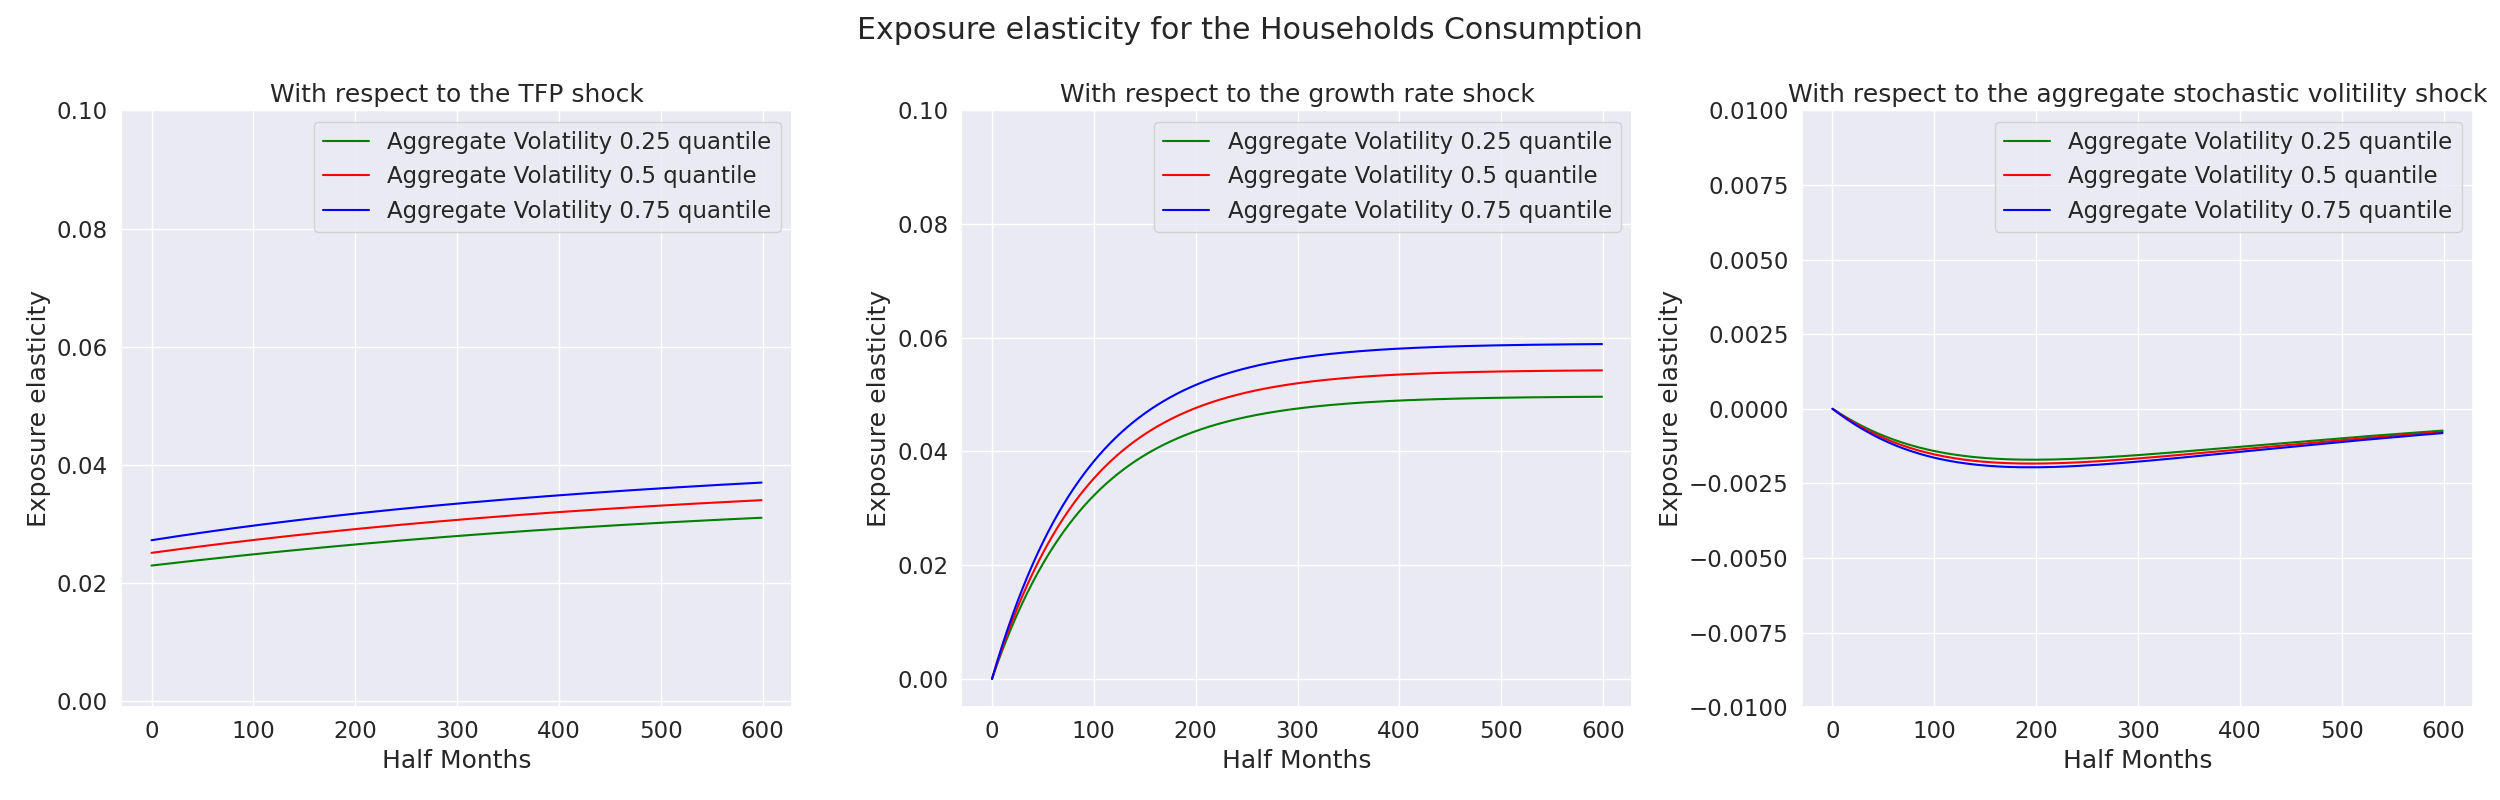 Exposure elasticity for the Households Consumption
With respect to the TFP shock
0.10
0.08
0.06
0.04
0.02
0.00
Exposure elasticity
Aggregate Volatility 0.25 quantile
Aggregate Volatility 0.5 quantile
Aggregate Volatility 0.75 quantile
0 100 200 300 400 500 600
Half Months
With respect to the growth rate shock
0.10
0.08
0.06
0.04
0.02
0.00
Exposure elasticity
Aggregate Volatility 0.25 quantile
Aggregate Volatility 0.5 quantile
Aggregate Volatility 0.75 quantile
0 100 200 300 400 500 600
Half Months
With respect to the aggregate stochastic volitility shock
0.0100
0.0075
0.0050
0.0025
0.0000
−0.0025
−0.0050
−0.0075
−0.0100
Exposure elasticity
Aggregate Volatility 0.25 quantile
Aggregate Volatility 0.5 quantile
Aggregate Volatility 0.75 quantile
0 100 200 300 400 500 600
Half Months